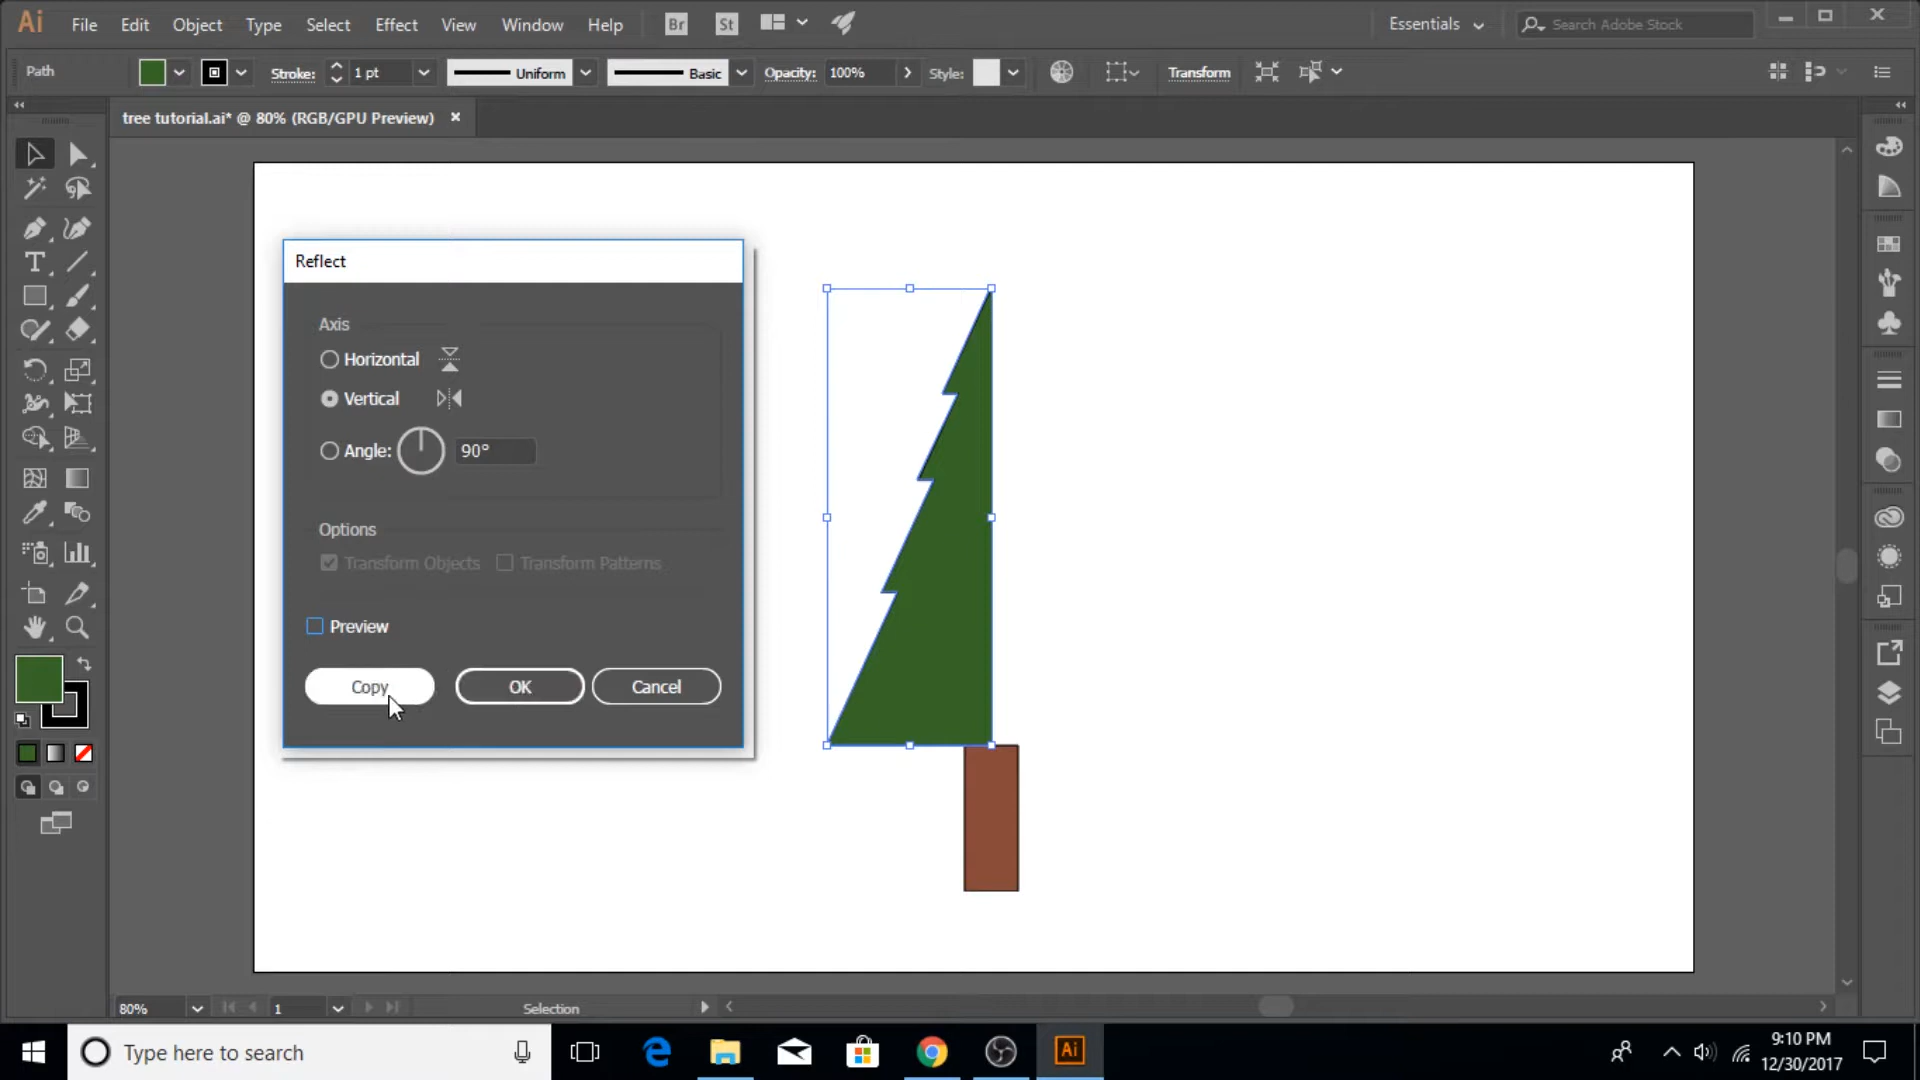 Ai File Edit Object Type Select Effect View Window Help Br St Essentials Search Adobe Stock
Path Stroke: 1 pt Uniform Basic Opacity: 100% Style: Transform
tree tutorial.ai* @ 80% (RGB/GPU Preview) ×
Reflect
Axis
Horizontal
Vertical
Angle: 90°
Options
Transform Objects Transform Patterns
Preview
Copy OK Cancel
80% 1 Selection
Type here to search Ai 9:10 PM
12/30/2017